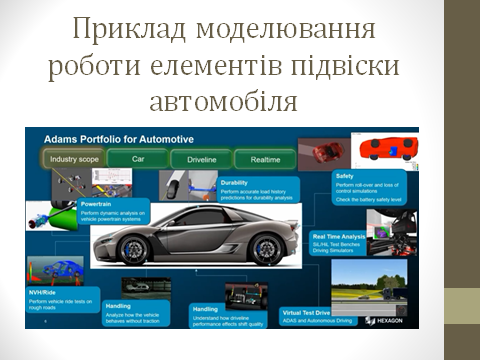 Приклад моделювання
роботи елементів підвіски
автомобіля
Adams Portfolio for Automotive
Industry scope
Car
Driveline
Realtime
Durability
Perform accurate load history
predictions for durability analysis
Safety
Perform roll-over and loss of
control simulations
Check the battery safety level
Powertrain
Perform dynamic analysis on
vehicle powertrain systems
Real Time Analysis
SIL/HIL Test Benches
Driving Simulators
NVH/Ride
Perform vehicle ride tests on
rough roads
Handling
Analyze how the vehicle
behaves without traction
Handling
Understand how driveline
performance effects shift quality
Virtual Test Drive
ADAS and Autonomous Driving
HEXAGON